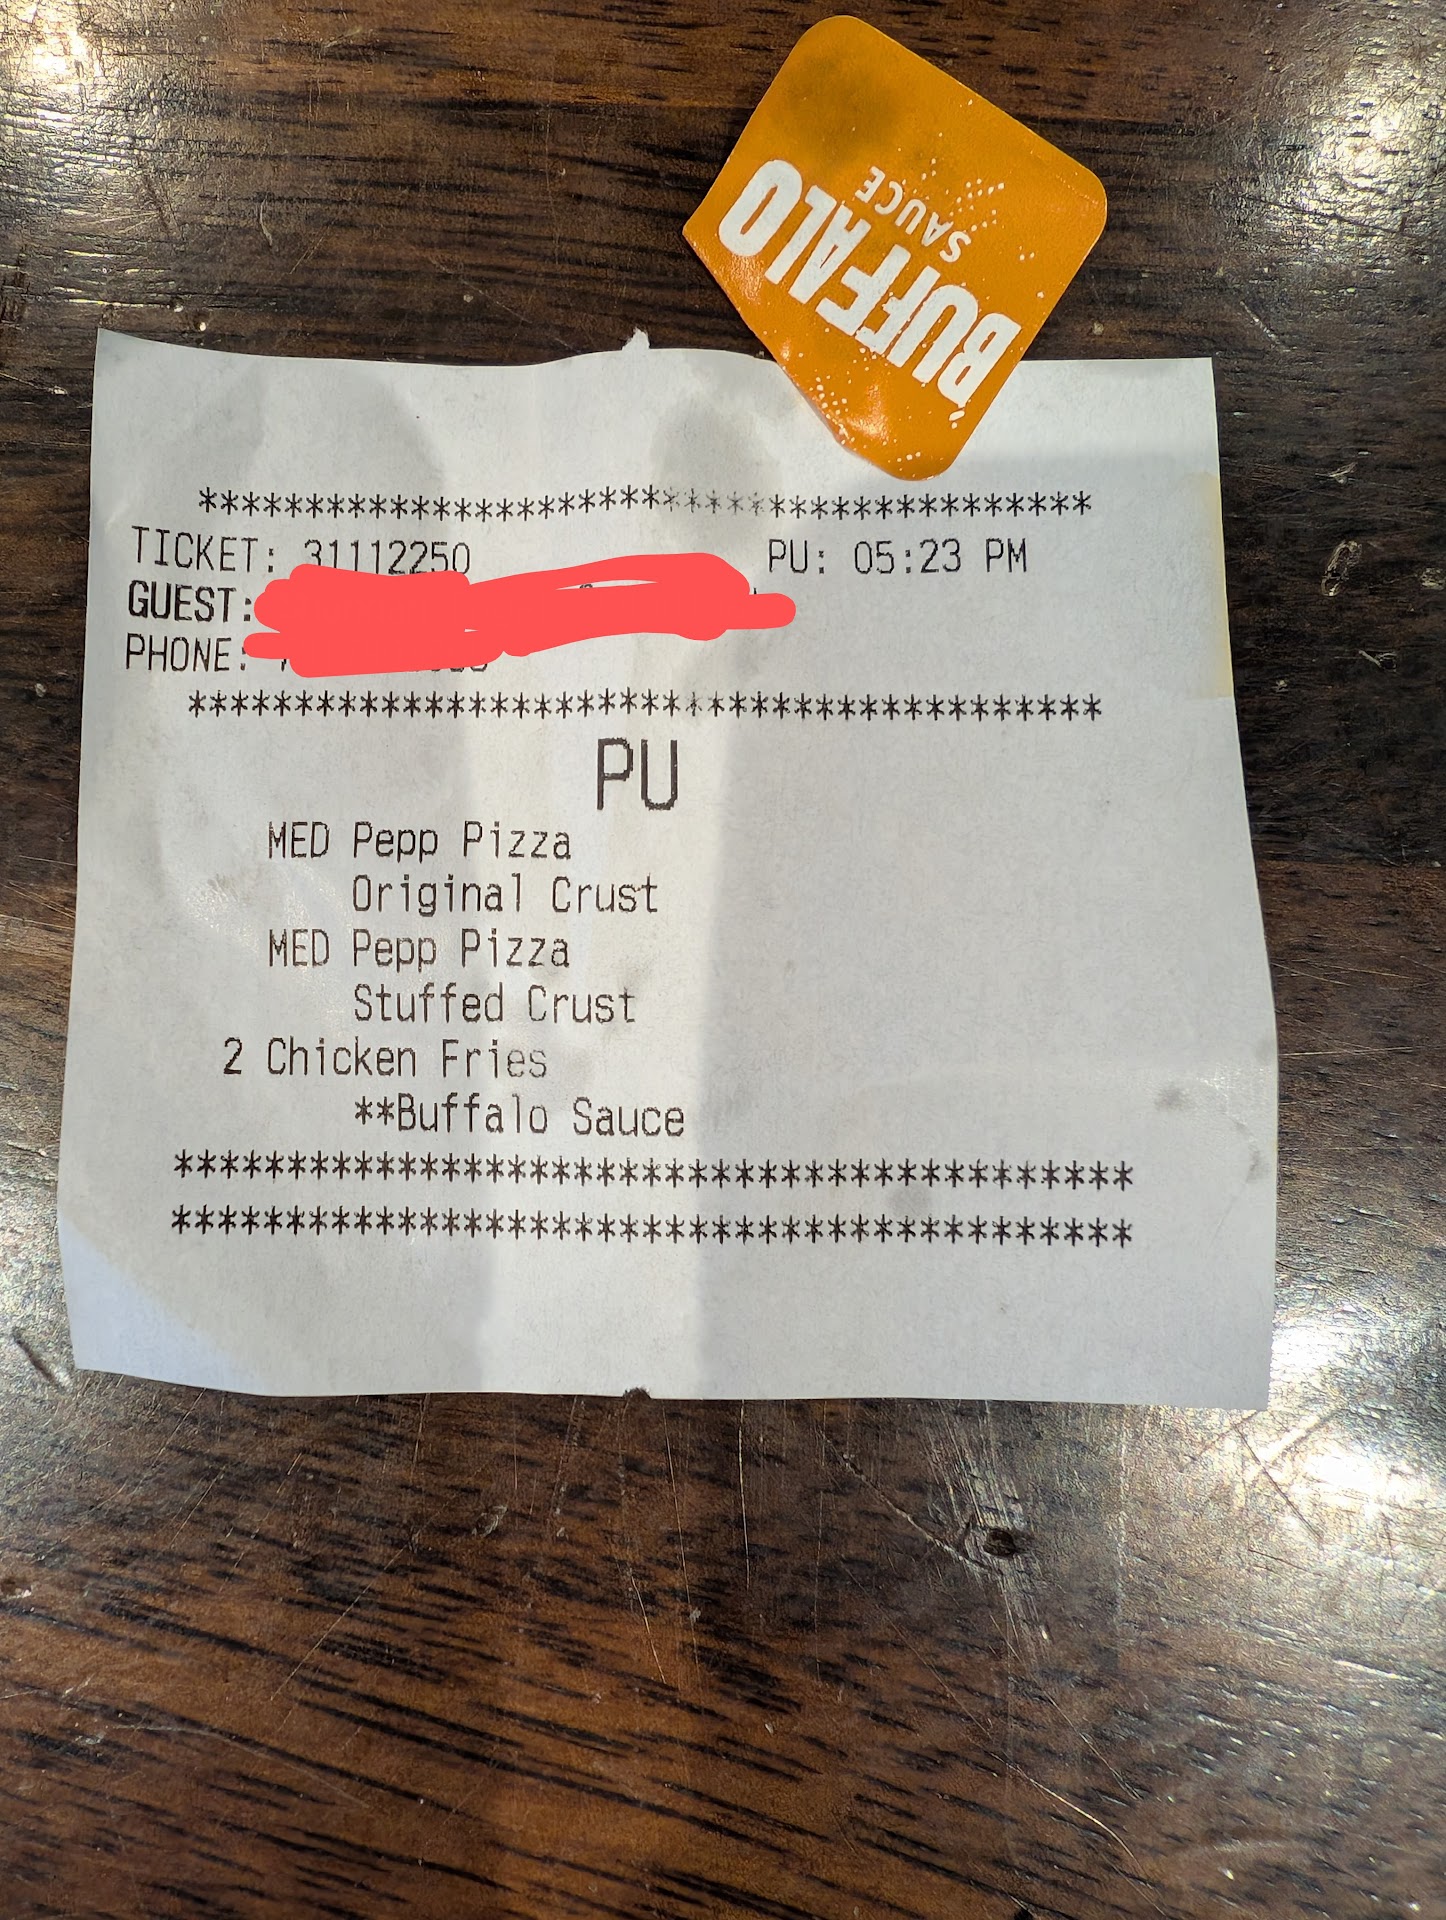 BUFFALO
SAUCE
******************************************
TICKET: 31112250 PU: 05:23 PM
GUEST:
PHONE:
******************************************
PU
MED Pepp Pizza
Original Crust
MED Pepp Pizza
Stuffed Crust
2 Chicken Fries
**Buffalo Sauce
******************************************
******************************************